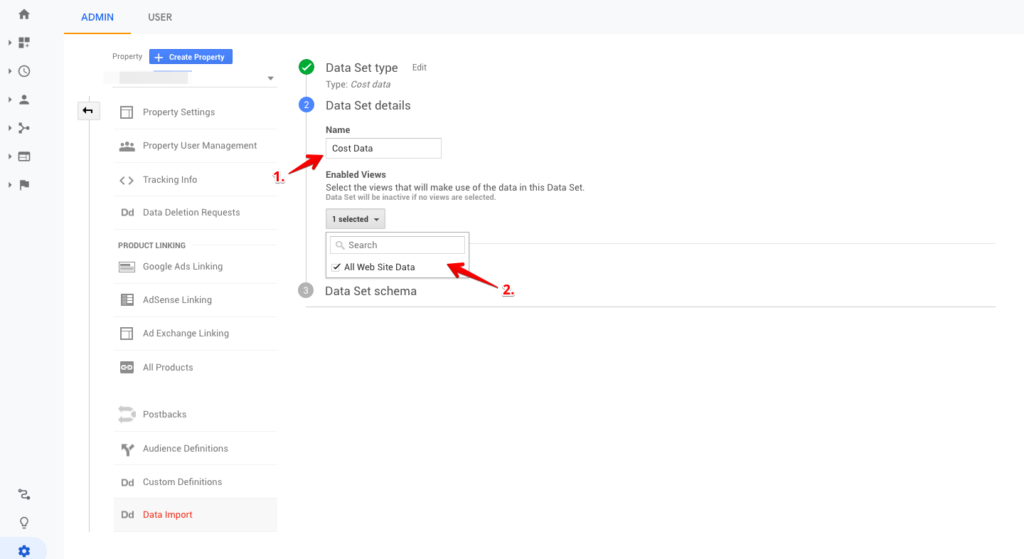 ADMIN
USER
Property
+ Create Property
Property Settings
Property User Management
Tracking Info
Dd Data Deletion Requests
PRODUCT LINKING
Google Ads Linking
AdSense Linking
Ad Exchange Linking
All Products
Postbacks
Audience Definitions
Dd Custom Definitions
Dd Data Import
Data Set type Edit
Type: Cost data
2 Data Set details
Name
Cost Data
1.
Enabled Views
Select the views that will make use of the data in this Data Set.
Data Set will be inactive if no views are selected.
1 selected
Search
All Web Site Data
2.
3 Data Set schema